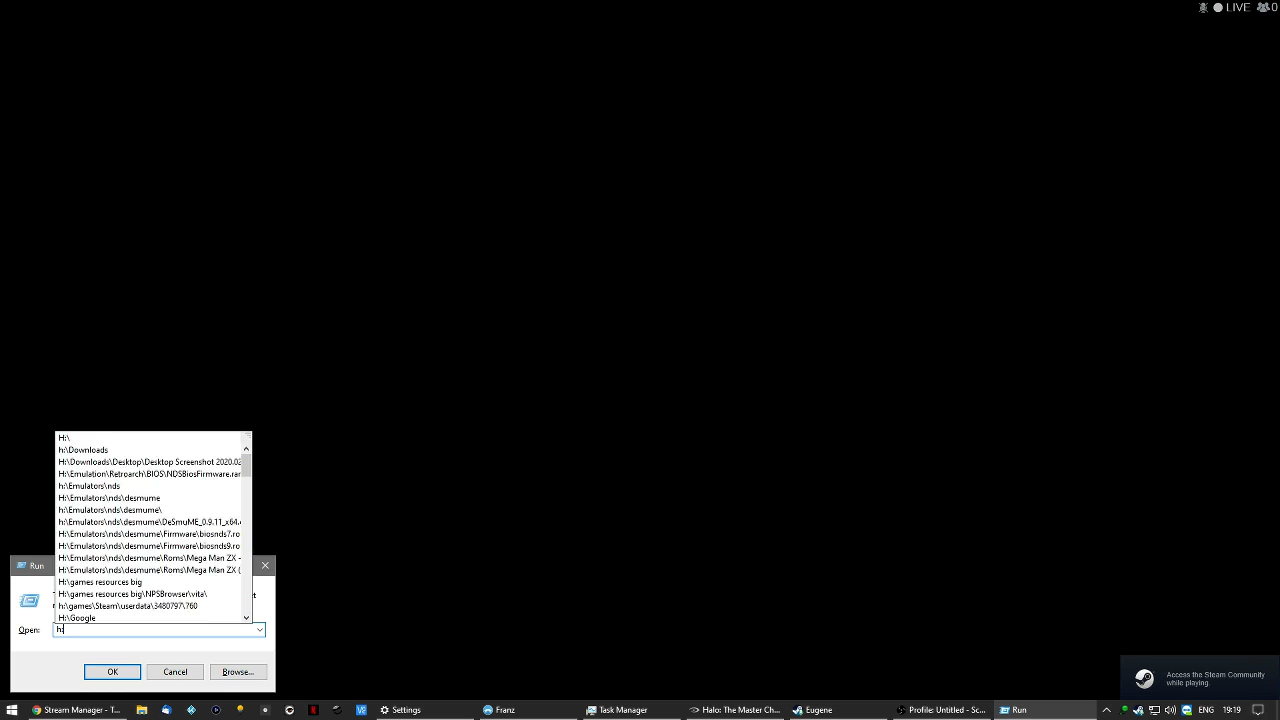 LIVE 0
H:\
h:\Downloads
H:\Downloads\Desktop\Desktop Screenshot 2020.02
H:\Emulation\Retroarch\BIOS\NDSBiosFirmware.rar
h:\Emulators\nds
H:\Emulators\nds\desmume
h:\Emulators\nds\desmume\
h:\Emulators\nds\desmume\DeSmuME_0.9.11_x64.
H:\Emulators\nds\desmume\Firmware\biosnds7.ro
H:\Emulators\nds\desmume\Firmware\biosnds9.ro
H:\Emulators\nds\desmume\Roms\Mega Man ZX -
H:\Emulators\nds\desmume\Roms\Mega Man ZX (
H:\games resources big
H:\games resources big\NPSBrowser\vita\
h:\games\Steam\userdata\3480797\760
H:\Google
Run
Open: h:
OK Cancel Browse...
Access the Steam Community
while playing.
Stream Manager - T... Settings Franz Task Manager Halo: The Master Ch... Eugene Profile: Untitled - Sc... Run ENG 19:19